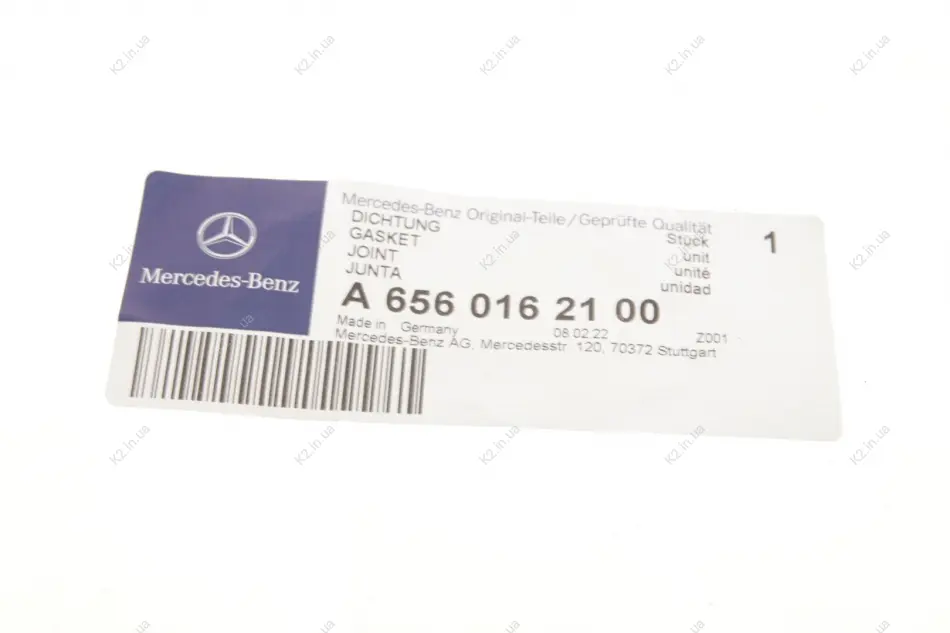 Mercedes-Benz
Mercedes-Benz Original-Teile/Geprüfte Qualität
DICHTUNG Stück 1
GASKET unit
JOINT unité
JUNTA unidad
A 656 016 21 00
Made in Germany 08.02.22 Z001
Mercedes-Benz AG, Mercedesstr. 120, 70372 Stuttgart
K2.in.ua